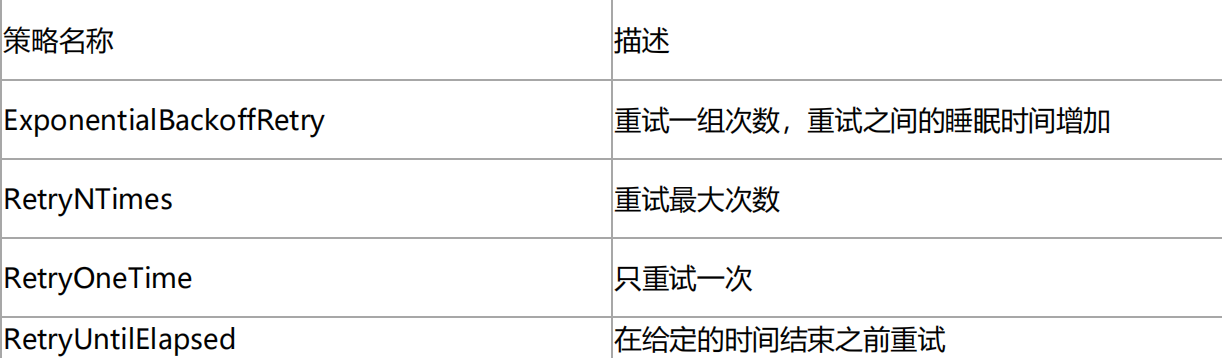 策略名称 描述
ExponentialBackoffRetry 重试一组次数，重试之间的睡眠时间增加
RetryNTimes 重试最大次数
RetryOneTime 只重试一次
RetryUntilElapsed 在给定的时间结束之前重试